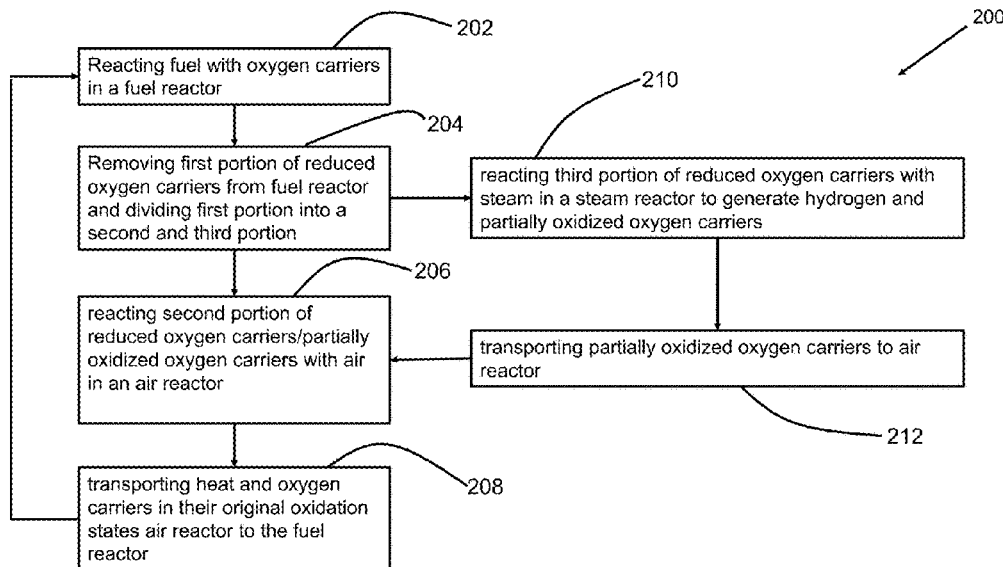 202
200
Reacting fuel with oxygen carriers
in a fuel reactor
204
210
Removing first portion of reduced
oxygen carriers from fuel reactor
and dividing first portion into a
second and third portion
reacting third portion of reduced oxygen carriers with
steam in a steam reactor to generate hydrogen and
partially oxidized oxygen carriers
206
reacting second portion of
reduced oxygen carriers/partially
oxidized oxygen carriers with air
in an air reactor
transporting partially oxidized oxygen carriers to air
reactor
212
208
transporting heat and oxygen
carriers in their original oxidation
states air reactor to the fuel
reactor